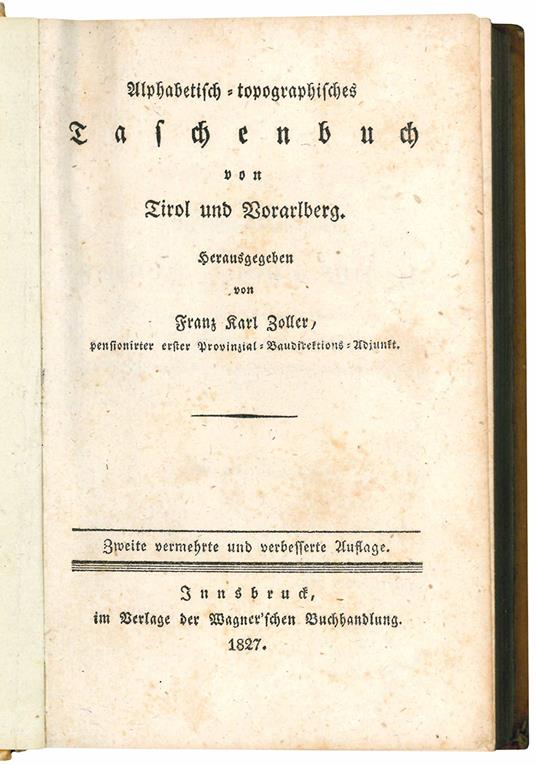 Alphabetisch-topographisches
Taschenbuch
von
Tirol und Vorarlberg.
Herausgegeben
von
Franz Karl Zoller,
pensionirter erster Provinzial-Baudirektions-Adjunkt.
Zweite vermehrte und verbesserte Auflage.
Innsbruck,
im Verlage der Wagner'schen Buchhandlung.
1827.